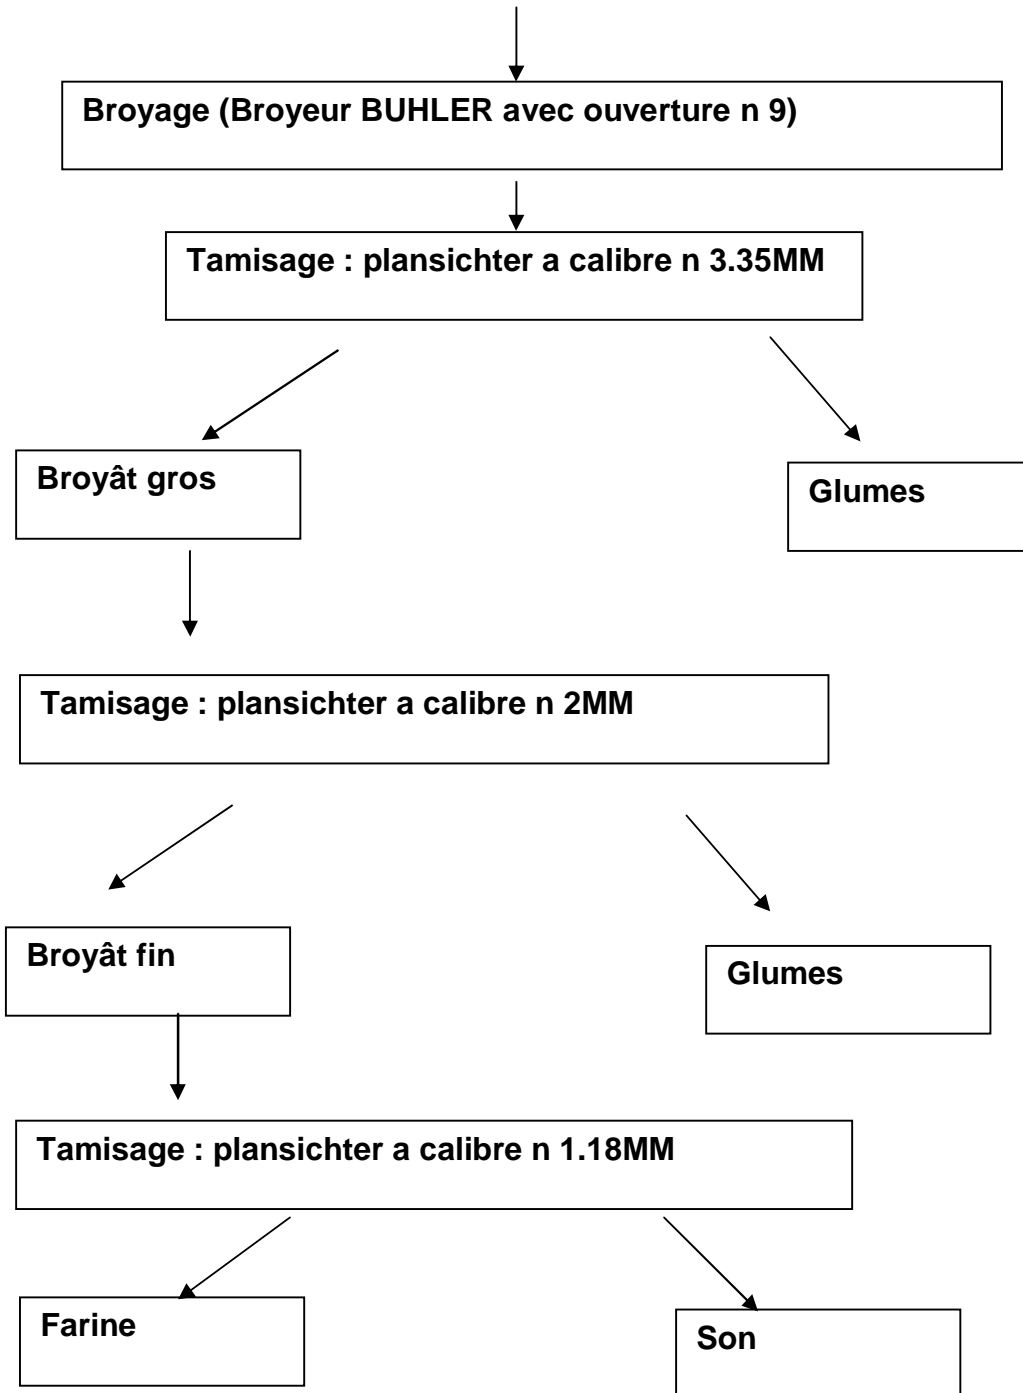 Broyage (Broyeur BUHLER avec ouverture n 9)
Tamisage : plansichter a calibre n 3.35MM
Broyât gros
Glumes
Tamisage : plansichter a calibre n 2MM
Broyât fin
Glumes
Tamisage : plansichter a calibre n 1.18MM
Farine
Son